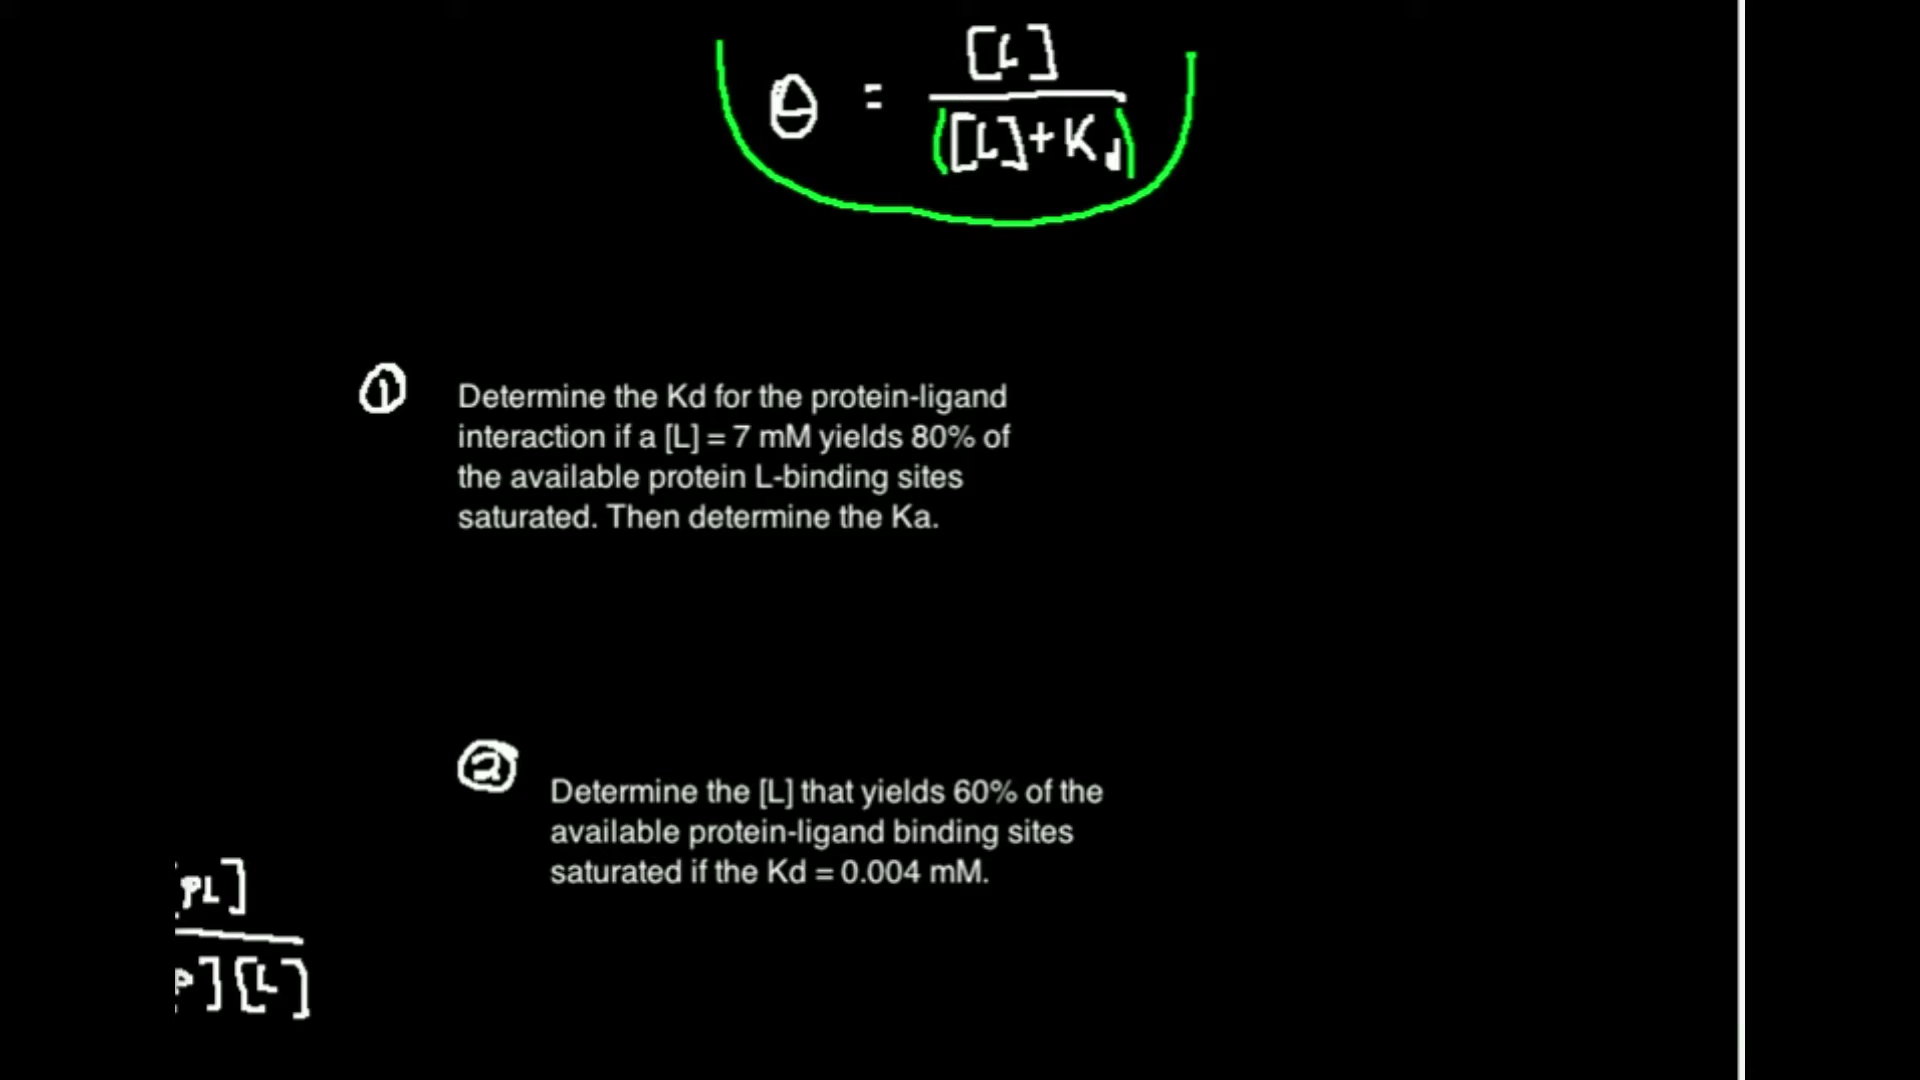 θ = [L] / ([L]+Kd)
①
Determine the Kd for the protein-ligand
interaction if a [L] = 7 mM yields 80% of
the available protein L-binding sites
saturated. Then determine the Ka.
②
Determine the [L] that yields 60% of the
available protein-ligand binding sites
saturated if the Kd = 0.004 mM.
PL]
P][L]